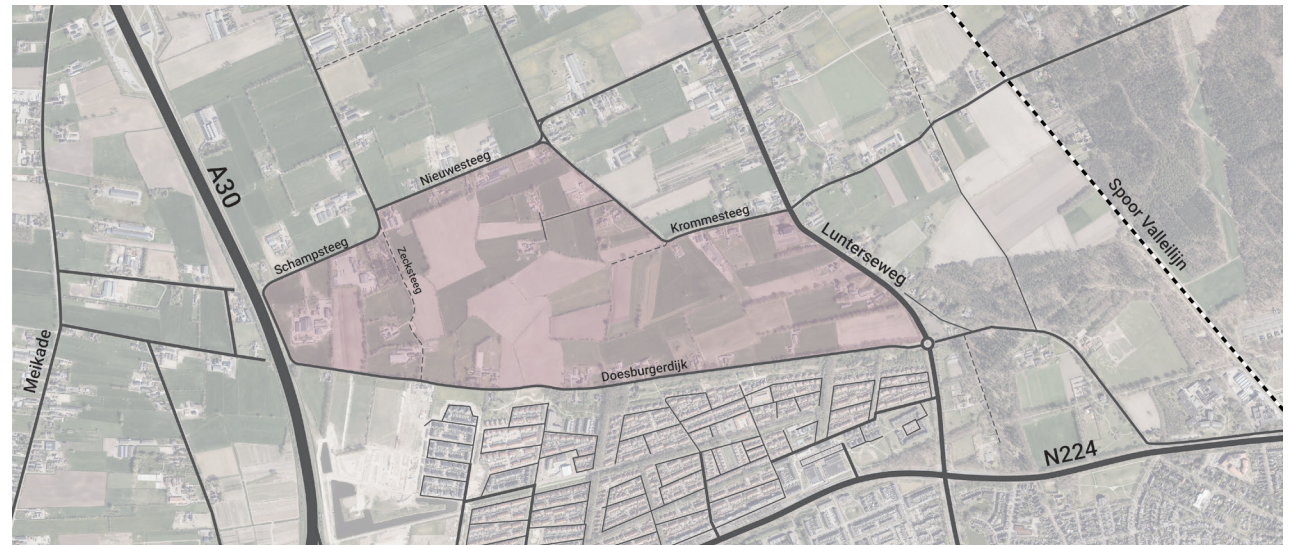 A30
Nieuwesteeg
Krommesteeg
Schampsteeg
Zecksteeg
Lunterseweg
Spoor Valleilijn
Meikade
Doesburgerdijk
N224